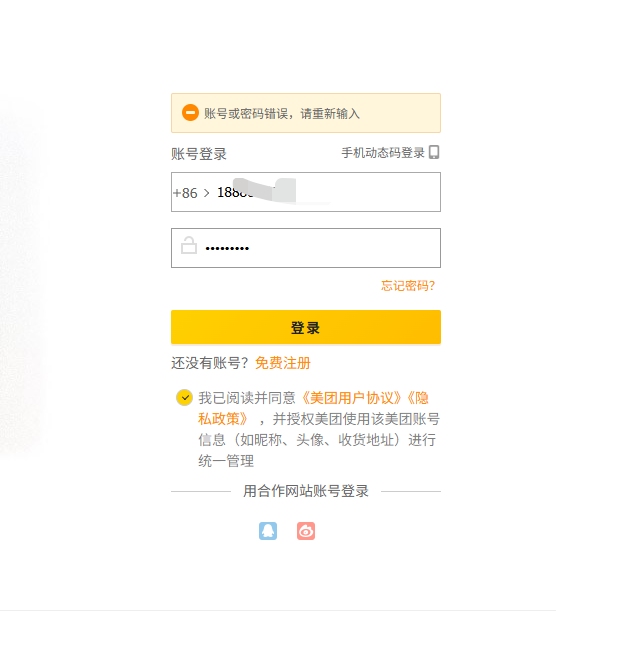 账号或密码错误，请重新输入
账号登录 手机动态码登录
+86 188
•••••••••
忘记密码？
登录
还没有账号？免费注册
我已阅读并同意《美团用户协议》《隐
私政策》，并授权美团使用该美团账号
信息（如昵称、头像、收货地址）进行
统一管理
用合作网站账号登录